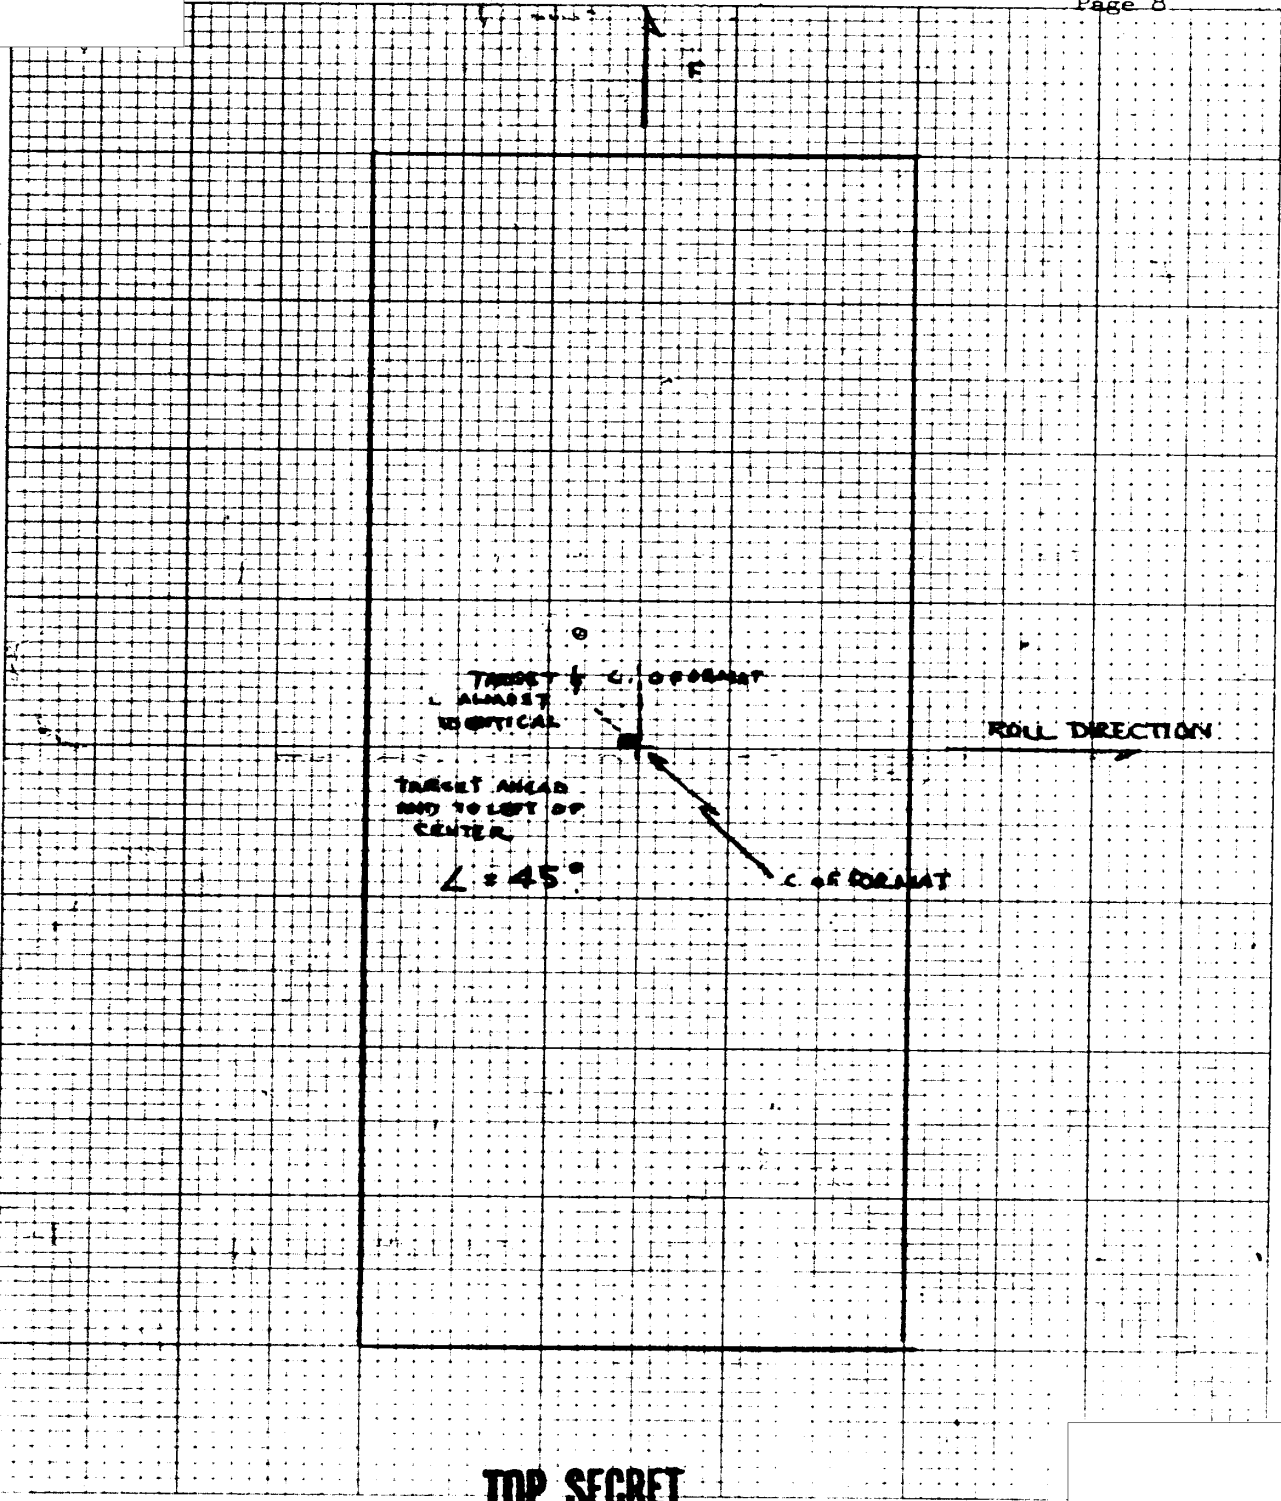 Page 8
F
TARGET & C. OF FORMAT
∠ ALMOST
IDENTICAL
ROLL DIRECTION
TARGET AHEAD
AND TO LEFT OF
CENTER
∠ = 45°
C. OF FORMAT
TOP SECRET